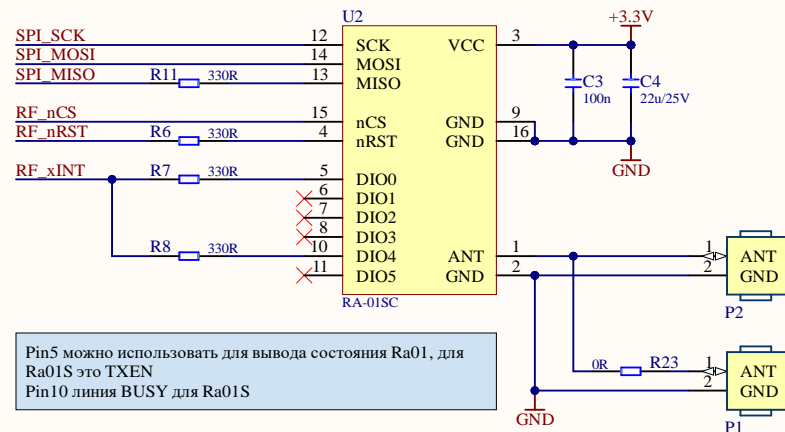 U2
+3.3V
SPI_SCK 12 SCK VCC 3
SPI_MOSI 14 MOSI
SPI_MISO R11 330R 13 MISO
C3 100n
C4 22u/25V
RF_nCS 15 nCS GND 9
RF_nRST R6 330R 4 nRST GND 16
GND
RF_xINT R7 330R 5 DIO0
6 DIO1
7 DIO2
8 DIO3
R8 330R 10 DIO4 ANT 1
11 DIO5 GND 2
RA-01SC
1 ANT
2 GND
P2
Pin5 можно использовать для вывода состояния Ra01, для
Ra01S это TXEN
Pin10 линия BUSY для Ra01S
0R R23 1 ANT
2 GND
GND
P1